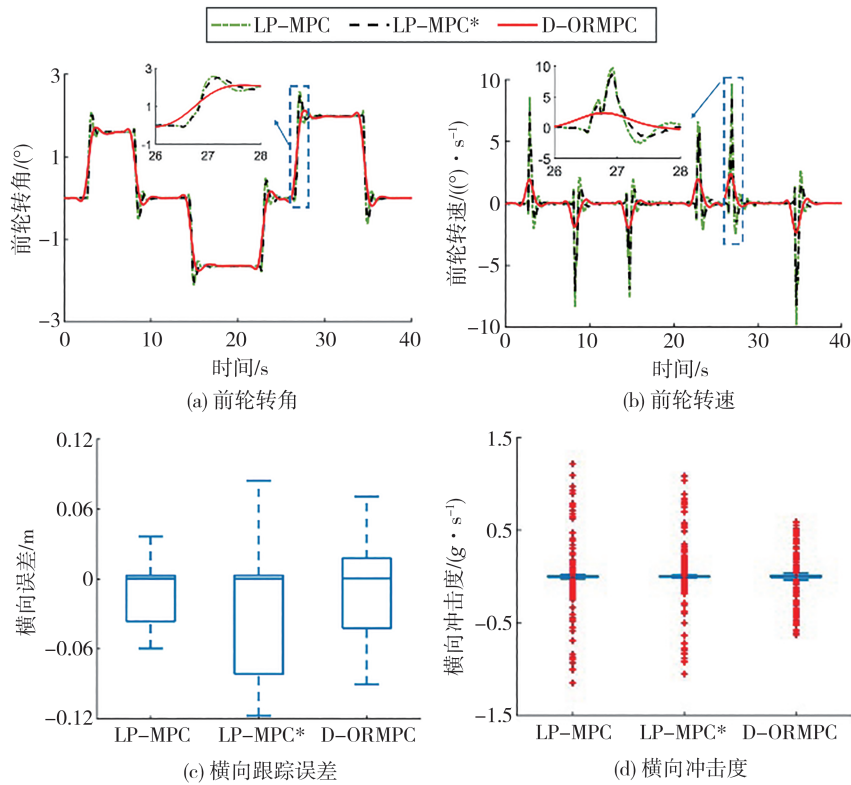 LP-MPC LP-MPC* D-ORMPC
3
1
-1
-3
前轮转角/(°)
3
1
-1
26 27 28
0 10 20 30 40
时间/s
(a) 前轮转角
10
5
0
-5
-10
前轮转速/((°)·s⁻¹)
10
5
0
-5
26 27 28
0 10 20 30 40
时间/s
(b) 前轮转速
0.12
0.06
0
-0.06
-0.12
横向误差/m
LP-MPC LP-MPC* D-ORMPC
(c) 横向跟踪误差
1.5
0.5
-0.5
-1.5
横向冲击度/(g·s⁻¹)
LP-MPC LP-MPC* D-ORMPC
(d) 横向冲击度